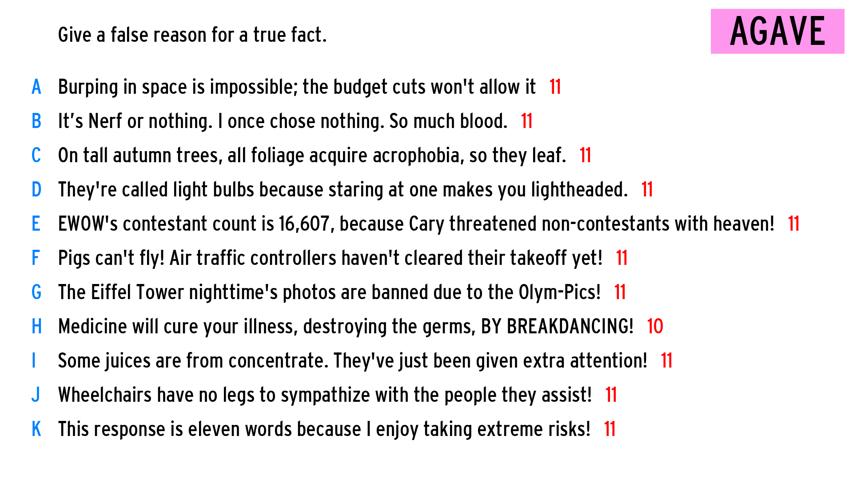 Give a false reason for a true fact.
AGAVE
A Burping in space is impossible; the budget cuts won't allow it 11
B It’s Nerf or nothing. I once chose nothing. So much blood. 11
C On tall autumn trees, all foliage acquire acrophobia, so they leaf. 11
D They're called light bulbs because staring at one makes you lightheaded. 11
E EWOW's contestant count is 16,607, because Cary threatened non-contestants with heaven! 11
F Pigs can't fly! Air traffic controllers haven't cleared their takeoff yet! 11
G The Eiffel Tower nighttime's photos are banned due to the Olym-Pics! 11
H Medicine will cure your illness, destroying the germs, BY BREAKDANCING! 10
I Some juices are from concentrate. They've just been given extra attention! 11
J Wheelchairs have no legs to sympathize with the people they assist! 11
K This response is eleven words because I enjoy taking extreme risks! 11